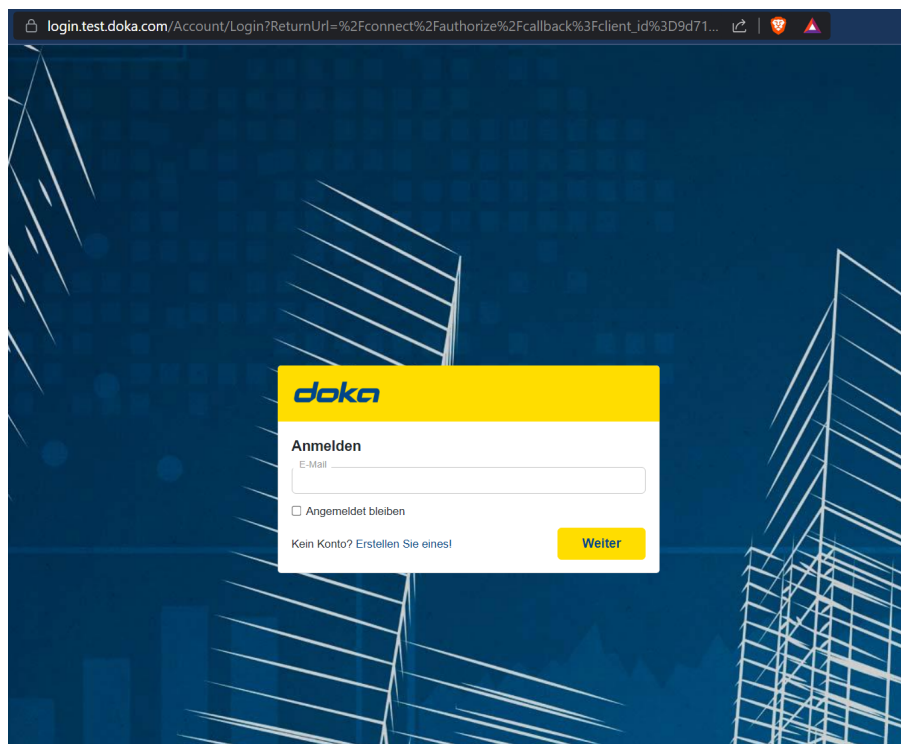 login.test.doka.com/Account/Login?ReturnUrl=%2Fconnect%2Fauthorize%2Fcallback%3Fclient_id%3D9d71...
doka
Anmelden
E-Mail
Angemeldet bleiben
Kein Konto? Erstellen Sie eines!
Weiter